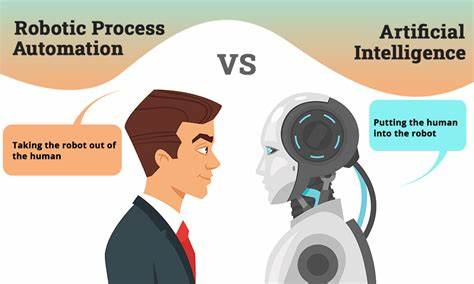 Robotic Process
Automation
VS
Artificial
Intelligence
Taking the robot out of
the human
Putting the human
into the robot